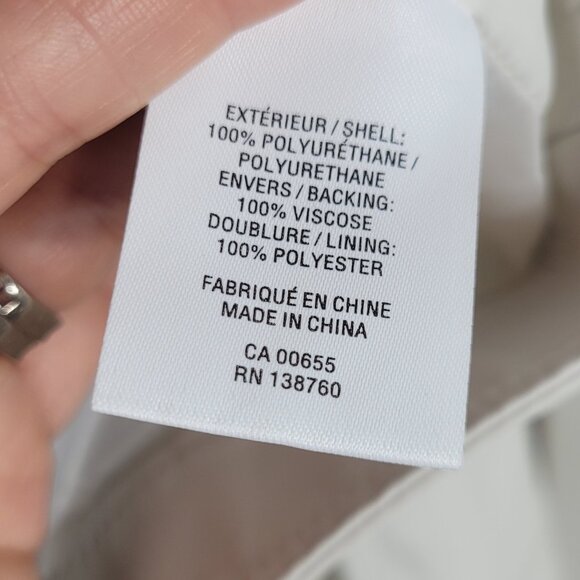 EXTÉRIEUR / SHELL:
100% POLYURÉTHANE /
POLYURETHANE
ENVERS / BACKING:
100% VISCOSE
DOUBLURE / LINING:
100% POLYESTER
FABRIQUÉ EN CHINE
MADE IN CHINA
CA 00655
RN 138760